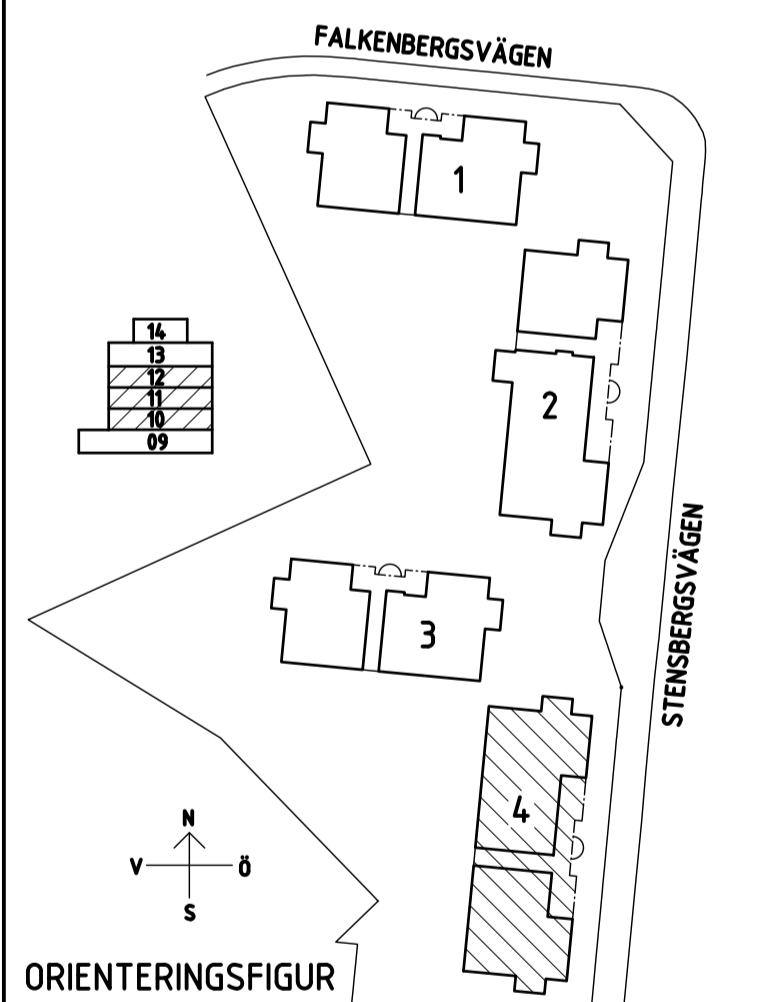 FALKENBERGSVÄGEN
1
14
13
12
11
10
09
2
STENSBERGSVÄGEN
3
4
N
V Ö
S
ORIENTERINGSFIGUR